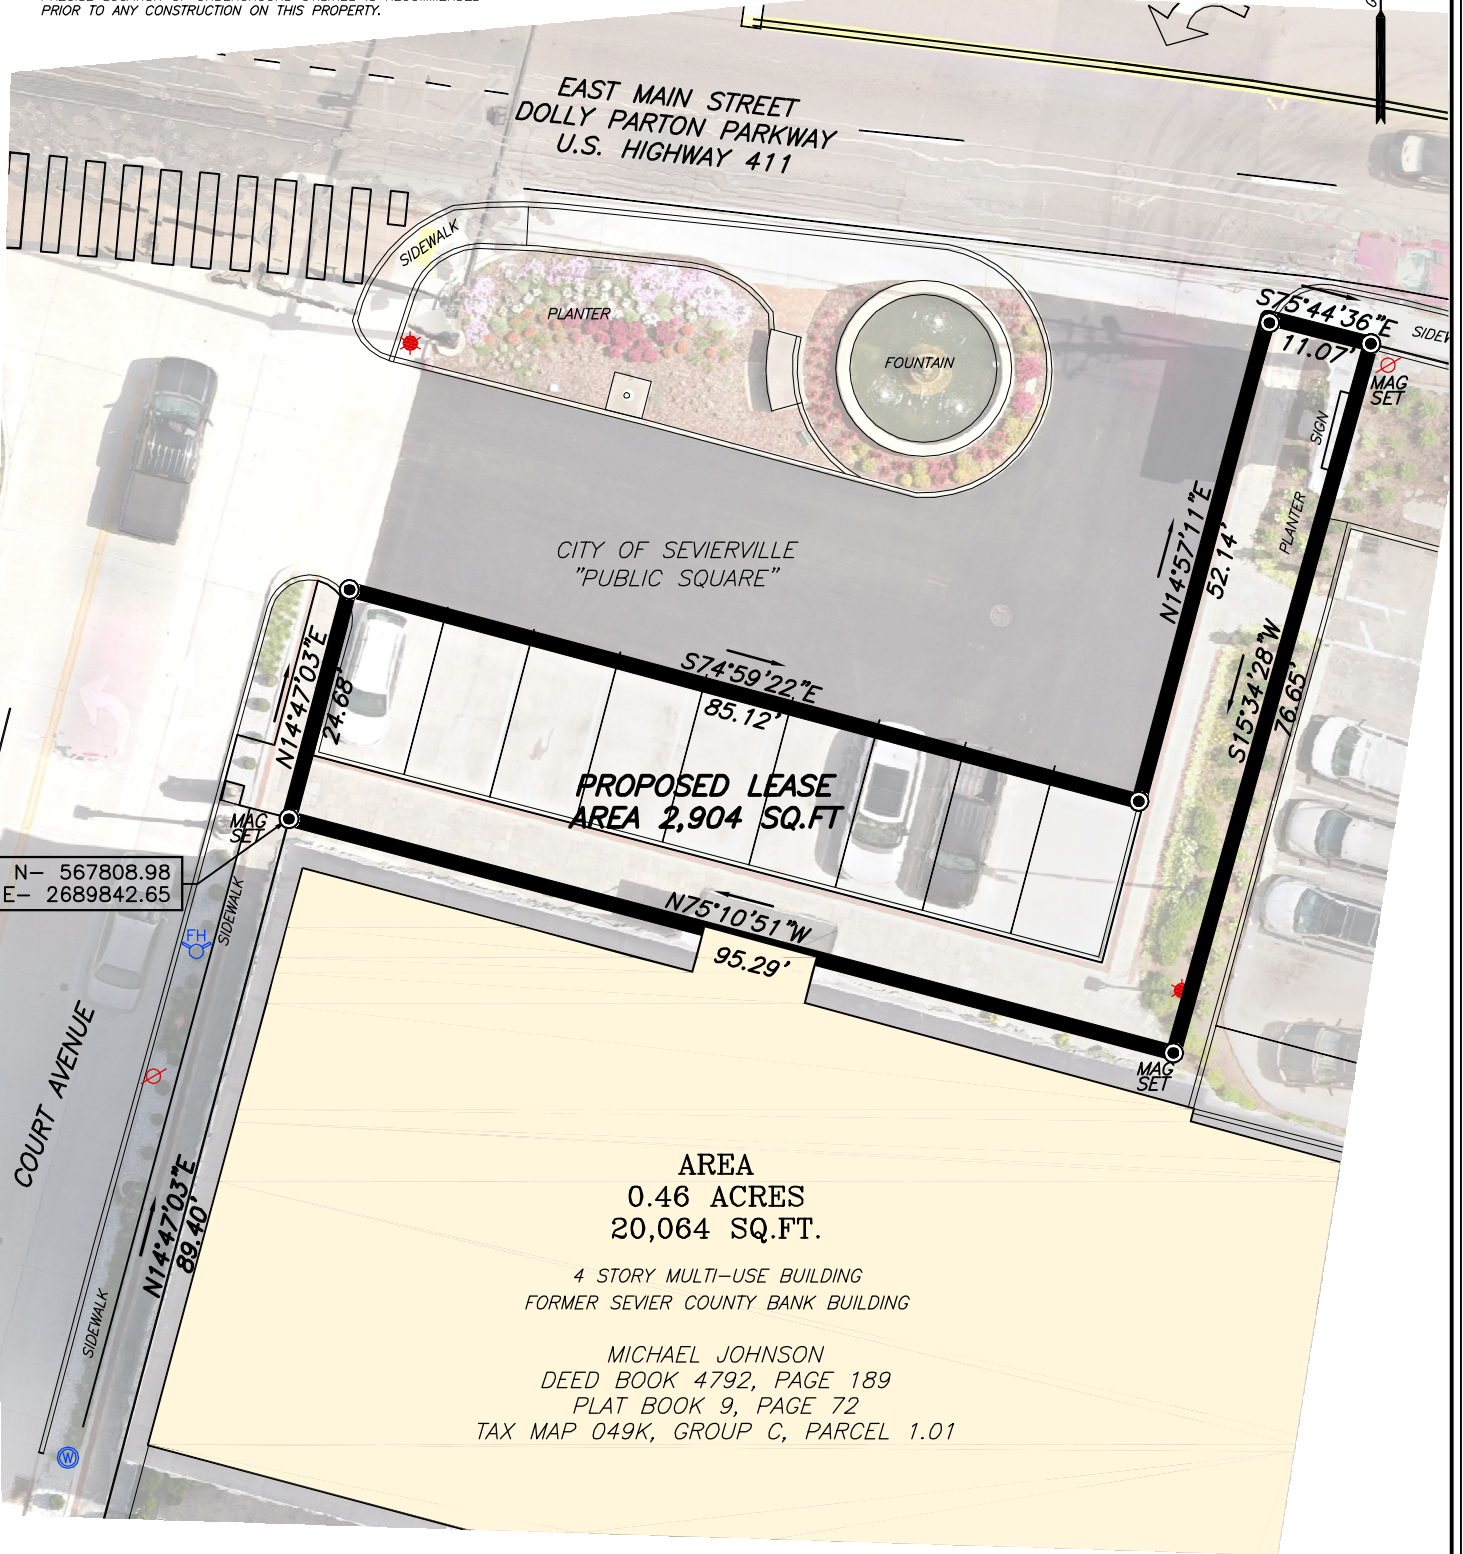 PRIOR TO ANY CONSTRUCTION ON THIS PROPERTY.
EAST MAIN STREET
DOLLY PARTON PARKWAY
U.S. HIGHWAY 411
SIDEWALK
PLANTER
FOUNTAIN
S75°44'36"E
11.07'
MAG
SET
SIGN
PLANTER
N14°57'11"E
52.14'
CITY OF SEVIERVILLE
"PUBLIC SQUARE"
S15°34'28"W
76.65'
N14°47'03"E
24.68'
S74°59'22"E
85.12'
PROPOSED LEASE
AREA 2,904 SQ.FT
MAG
SET
N- 567808.98
E- 2689842.65
SIDEWALK
FH
N75°10'51"W
95.29'
MAG
SET
COURT AVENUE
N14°47'03"E
89.40'
SIDEWALK
W
AREA
0.46 ACRES
20,064 SQ.FT.
4 STORY MULTI-USE BUILDING
FORMER SEVIER COUNTY BANK BUILDING
MICHAEL JOHNSON
DEED BOOK 4792, PAGE 189
PLAT BOOK 9, PAGE 72
TAX MAP 049K, GROUP C, PARCEL 1.01